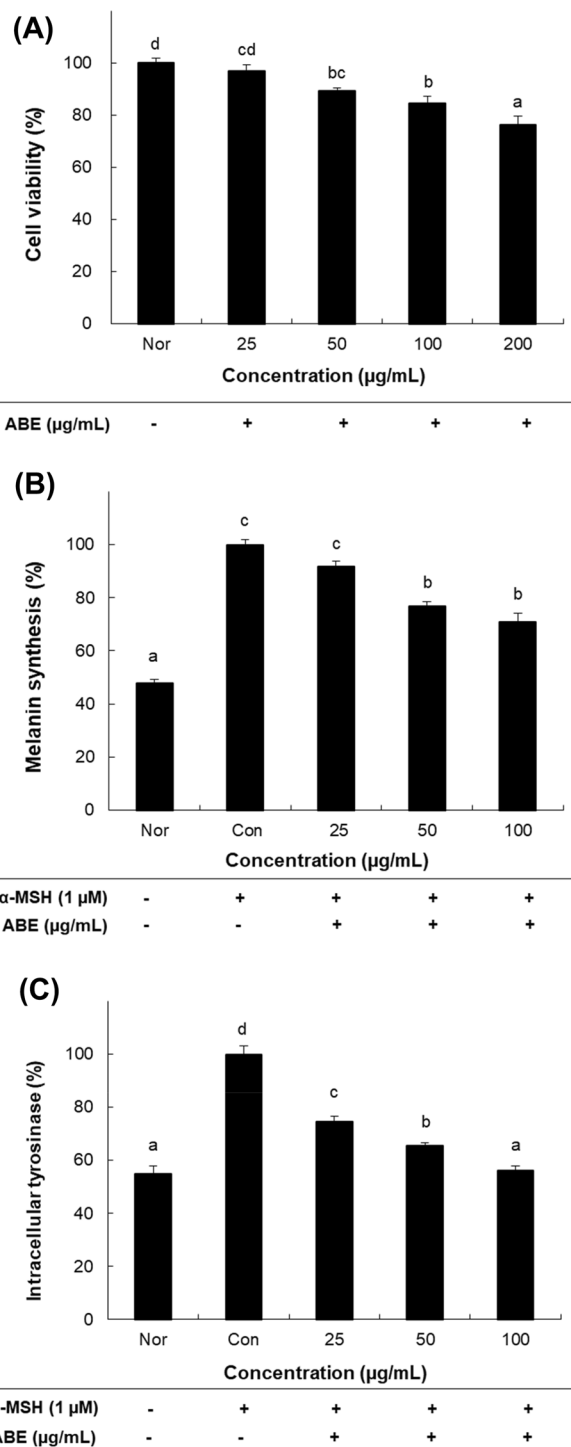 (A)
Cell viability (%)
100
80
60
40
20
0
d cd bc b a
Nor 25 50 100 200
Concentration (µg/mL)
ABE (µg/mL) - + + + +
(B)
Melanin synthesis (%)
100
80
60
40
20
0
a c c b b
Nor Con 25 50 100
Concentration (µg/mL)
α-MSH (1 µM) - + + + +
ABE (µg/mL) - - + + +
(C)
Intracellular tyrosinase (%)
100
80
60
40
20
0
a d c b a
Nor Con 25 50 100
Concentration (µg/mL)
-MSH (1 µM) - + + + +
ABE (µg/mL) - - + + +